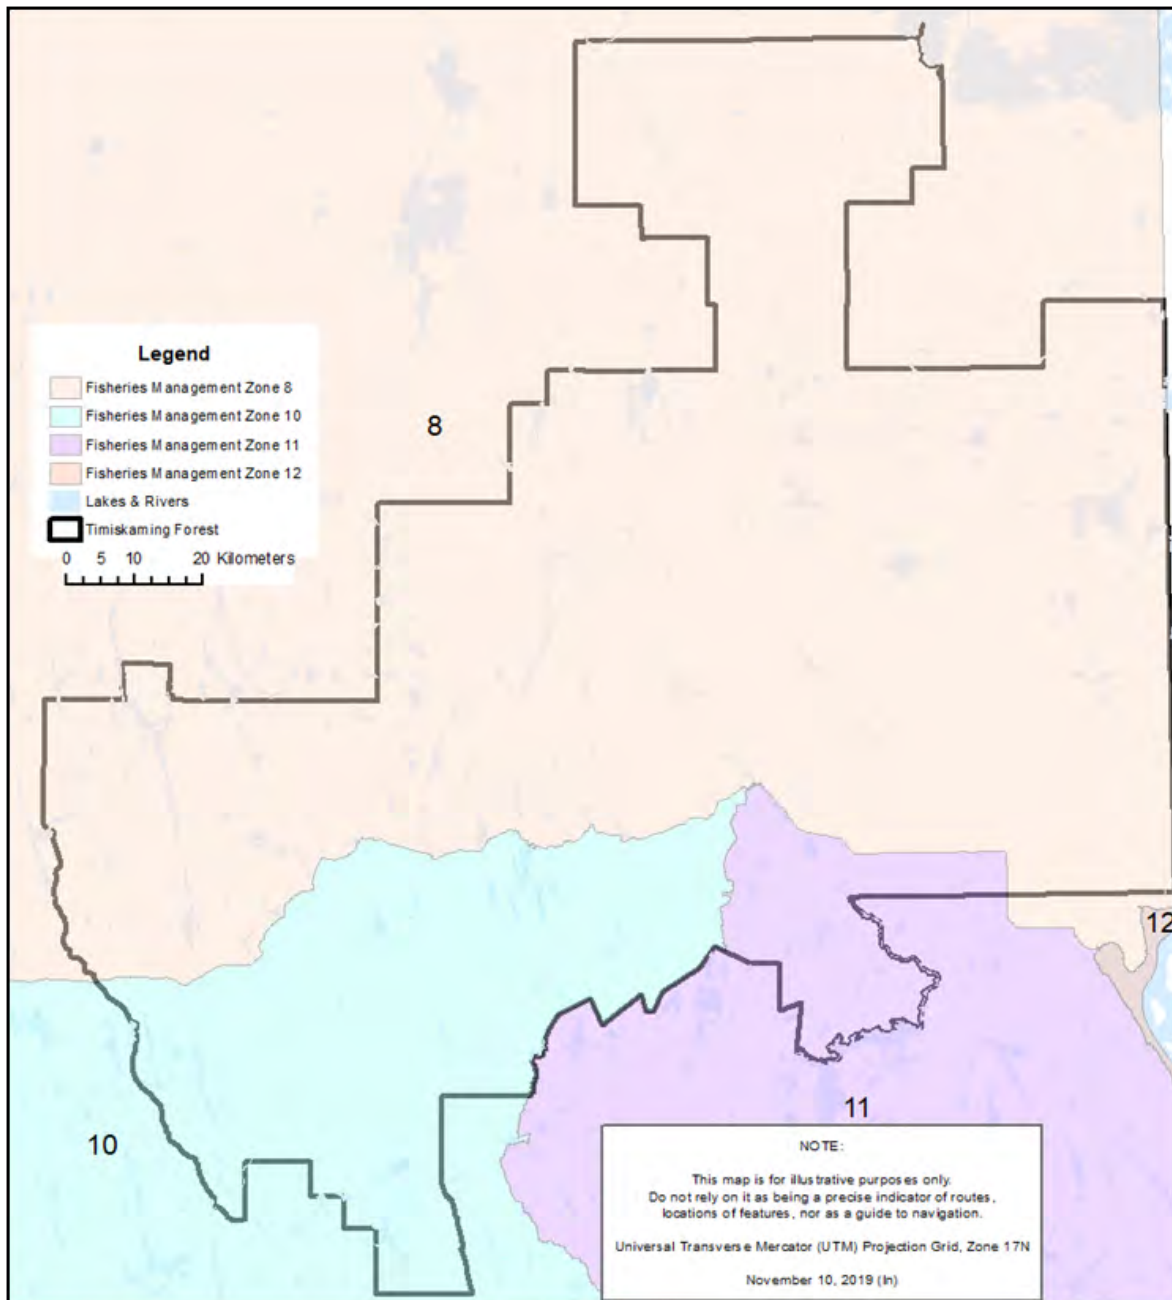 8
Legend
Fisheries Management Zone 8
Fisheries Management Zone 10
Fisheries Management Zone 11
Fisheries Management Zone 12
Lakes & Rivers
Timiskaming Forest
0 5 10 20 Kilometers
12
11
10
NOTE:
This map is for illustrative purposes only.
Do not rely on it as being a precise indicator of routes,
locations of features, nor as a guide to navigation.
Universal Transverse Mercator (UTM) Projection Grid, Zone 17N
November 10, 2019 (ln)